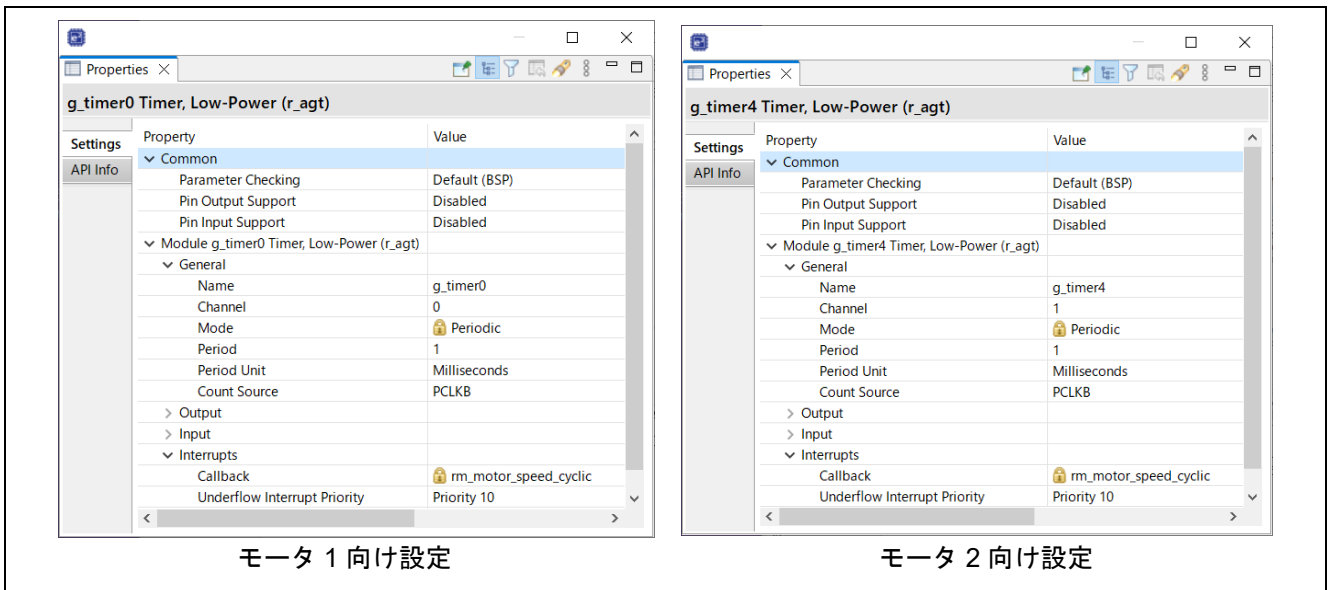 Properties
g_timer0 Timer, Low-Power (r_agt)
Settings
API Info
Property Value
Common
Parameter Checking Default (BSP)
Pin Output Support Disabled
Pin Input Support Disabled
Module g_timer0 Timer, Low-Power (r_agt)
General
Name g_timer0
Channel 0
Mode Periodic
Period 1
Period Unit Milliseconds
Count Source PCLKB
Output
Input
Interrupts
Callback rm_motor_speed_cyclic
Underflow Interrupt Priority Priority 10
モータ 1 向け設定
Properties
g_timer4 Timer, Low-Power (r_agt)
Settings
API Info
Property Value
Common
Parameter Checking Default (BSP)
Pin Output Support Disabled
Pin Input Support Disabled
Module g_timer4 Timer, Low-Power (r_agt)
General
Name g_timer4
Channel 1
Mode Periodic
Period 1
Period Unit Milliseconds
Count Source PCLKB
Output
Input
Interrupts
Callback rm_motor_speed_cyclic
Underflow Interrupt Priority Priority 10
モータ 2 向け設定